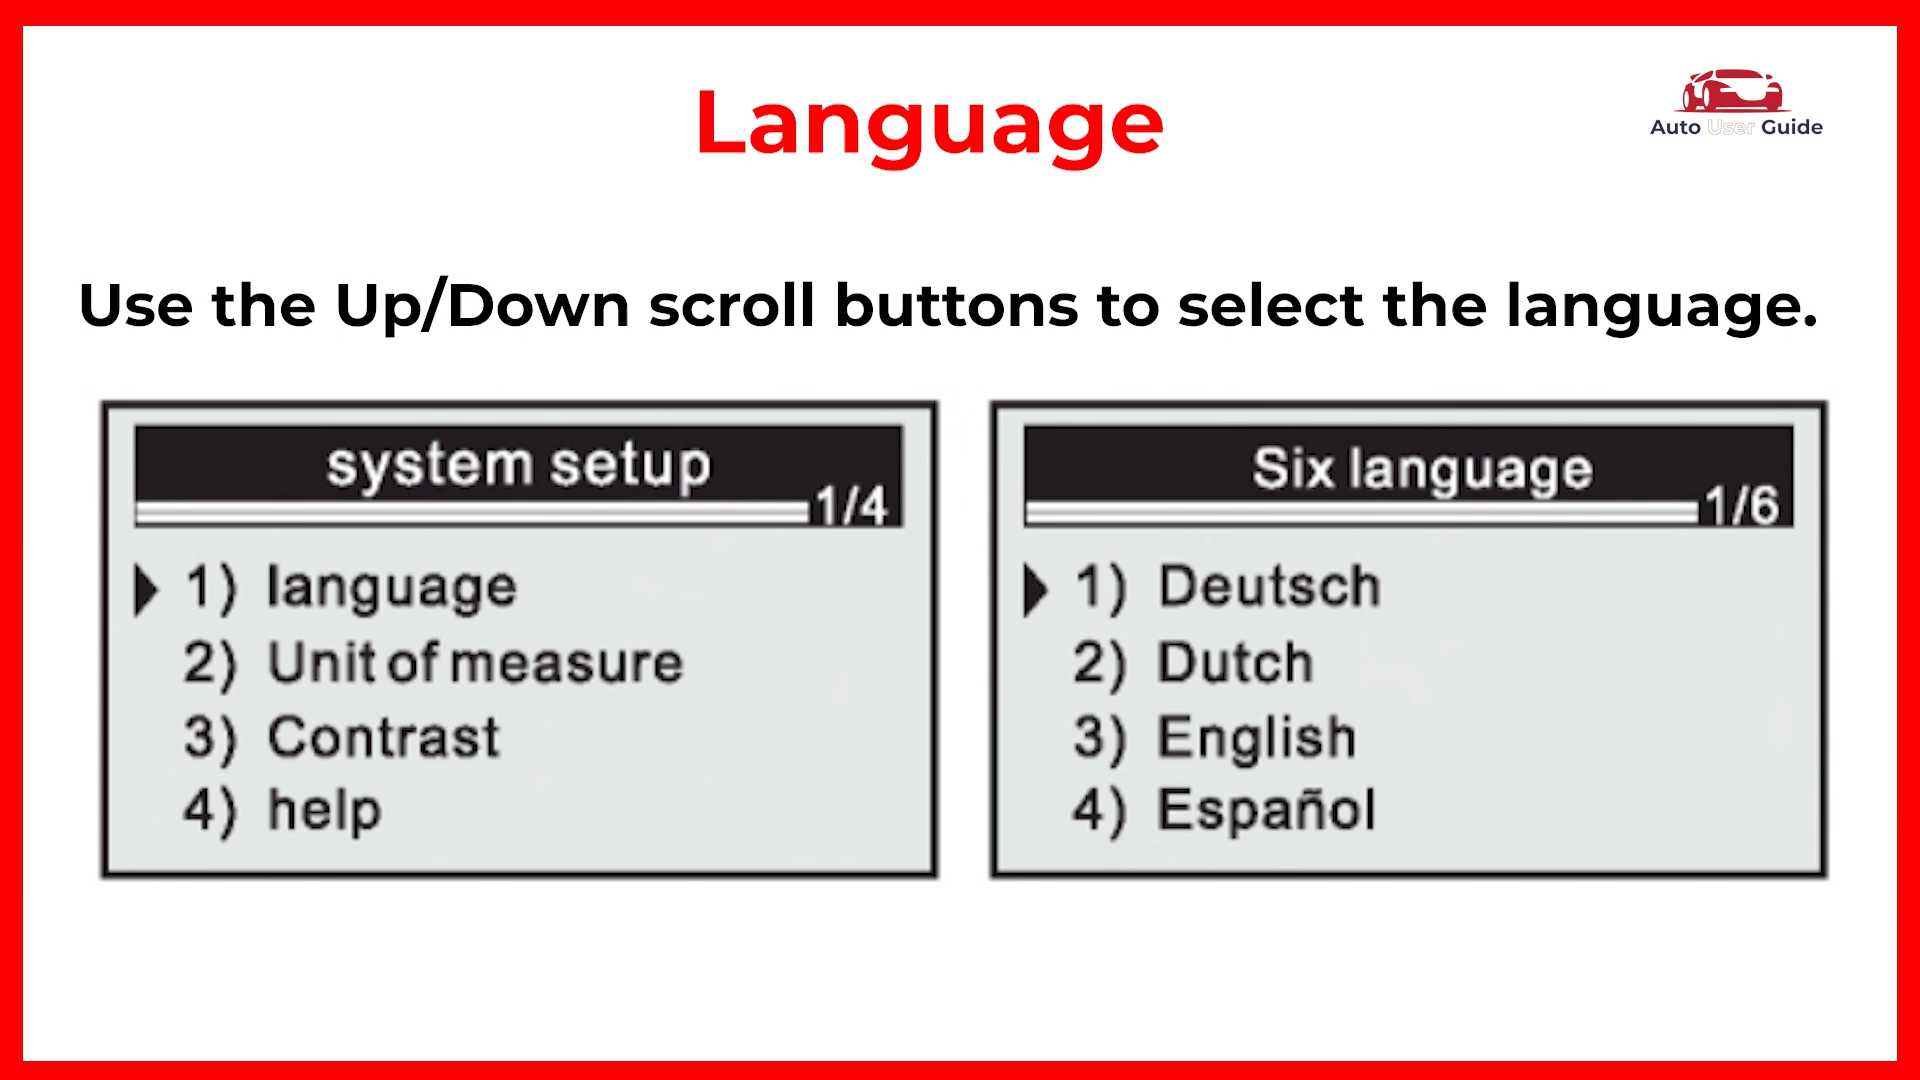 Language
Auto User Guide
Use the Up/Down scroll buttons to select the language.
system setup
1/4
1) language
2) Unit of measure
3) Contrast
4) help
Six language
1/6
1) Deutsch
2) Dutch
3) English
4) Español